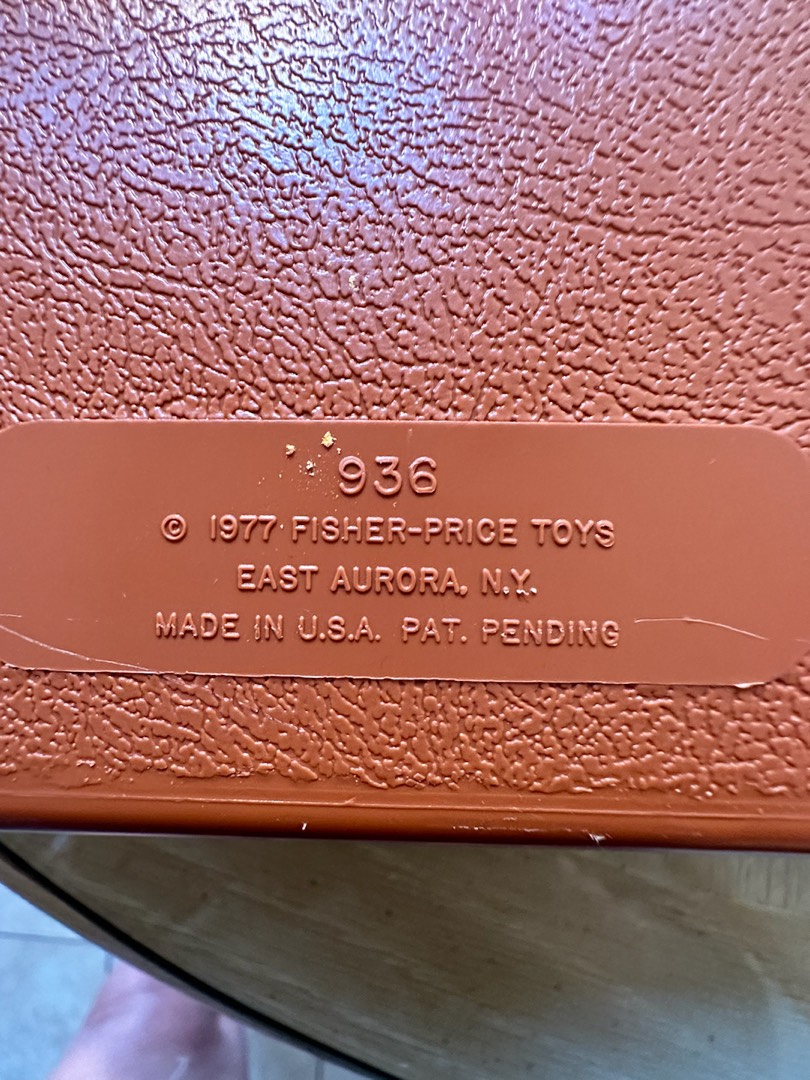 936
© 1977 FISHER-PRICE TOYS
EAST AURORA, N.Y.
MADE IN U.S.A. PAT. PENDING